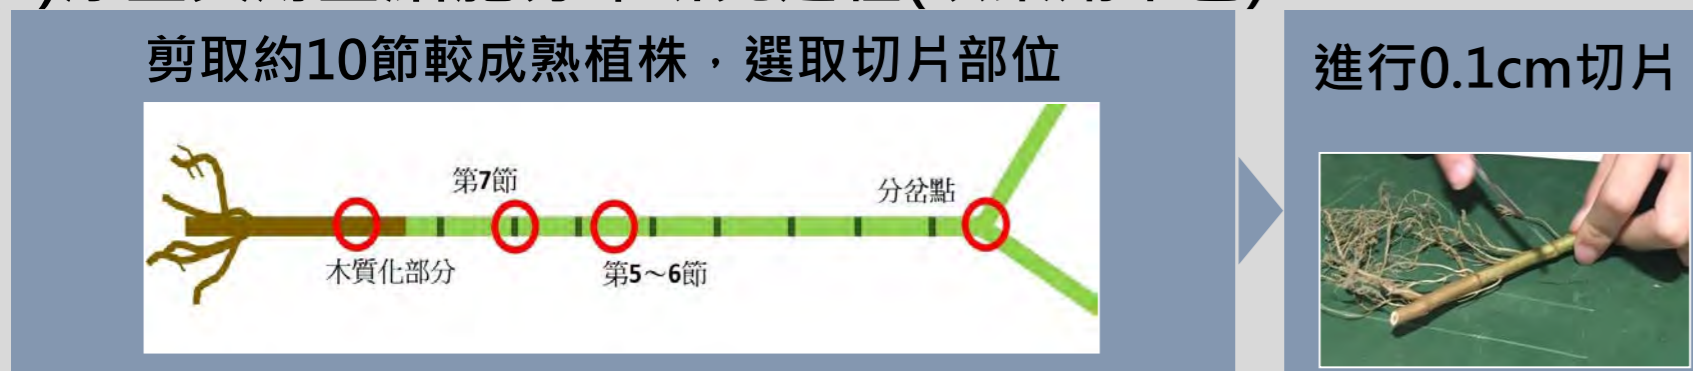 剪取約10節較成熟植株，選取切片部位
第7節
分岔點
木質化部分
第5～6節
進行0.1cm切片